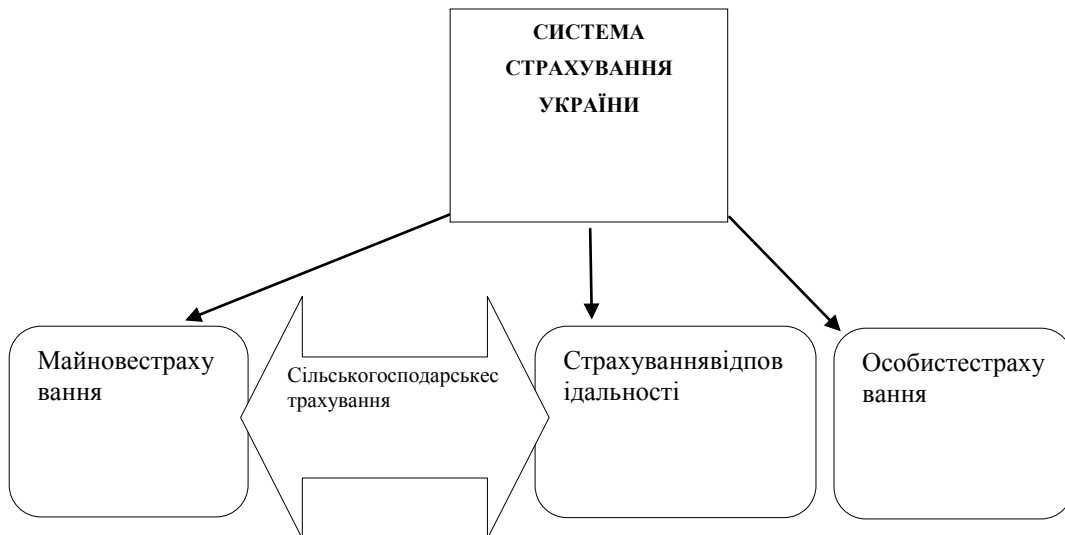 СИСТЕМА
СТРАХУВАННЯ
УКРАЇНИ
Майновестраху
вання
Сільськогосподарськес
трахування
Страхуваннявідпов
ідальності
Особистестраху
вання